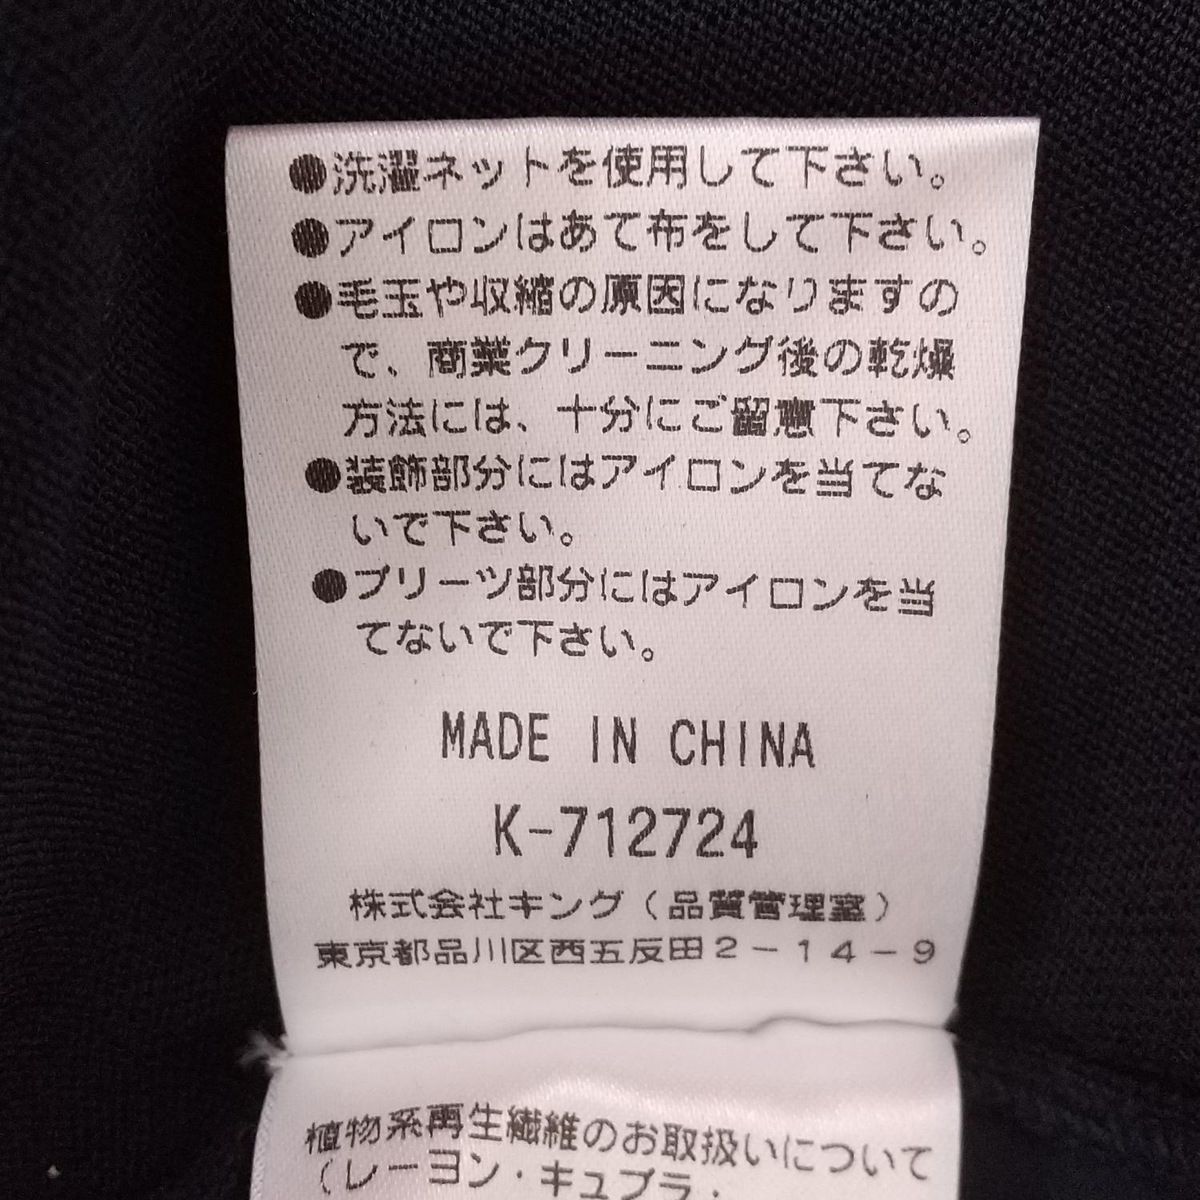 ●洗濯ネットを使用して下さい。
●アイロンはあて布をして下さい。
●毛玉や収縮の原因になりますの
で、商業クリーニング後の乾燥
方法には、十分にご留意下さい。
●装飾部分にはアイロンを当てな
いで下さい。
●プリーツ部分にはアイロンを当
てないで下さい。
MADE IN CHINA
K-712724
株式会社キング(品質管理室)
東京都品川区西五反田2-14-9
植物系再生繊維のお取扱いについて
(レーヨン・キュプラ・